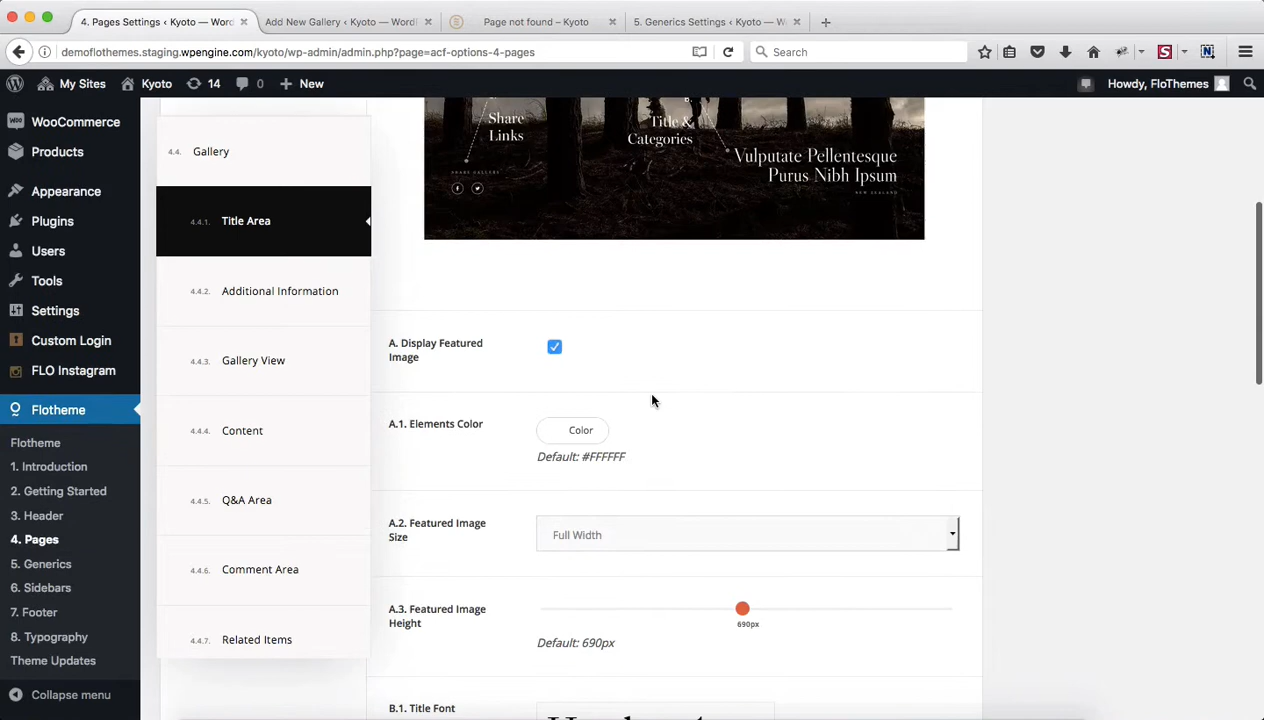 4. Pages Settings ‹ Kyoto — Word
Add New Gallery ‹ Kyoto — WordP
Page not found – Kyoto
5. Generics Settings ‹ Kyoto — W
demoflothemes.staging.wpengine.com/kyoto/wp-admin/admin.php?page=acf-options-4-pages
Search
My Sites
Kyoto
14
0
New
Howdy, FloThemes
WooCommerce
Products
Appearance
Plugins
Users
Tools
Settings
Custom Login
FLO Instagram
Flotheme
Flotheme
1. Introduction
2. Getting Started
3. Header
4. Pages
5. Generics
6. Sidebars
7. Footer
8. Typography
Theme Updates
Collapse menu
4.4. Gallery
4.4.1. Title Area
4.4.2. Additional Information
4.4.3. Gallery View
4.4.4. Content
4.4.5. Q&A Area
4.4.6. Comment Area
4.4.7. Related Items
Share
Links
Title &
Categories
Vulputate Pellentesque
Purus Nibh Ipsum
SHARE GALLERY
NEW ZEALAND
A. Display Featured
Image
A.1. Elements Color
Color
Default: #FFFFFF
A.2. Featured Image
Size
Full Width
A.3. Featured Image
Height
690px
Default: 690px
B.1. Title Font